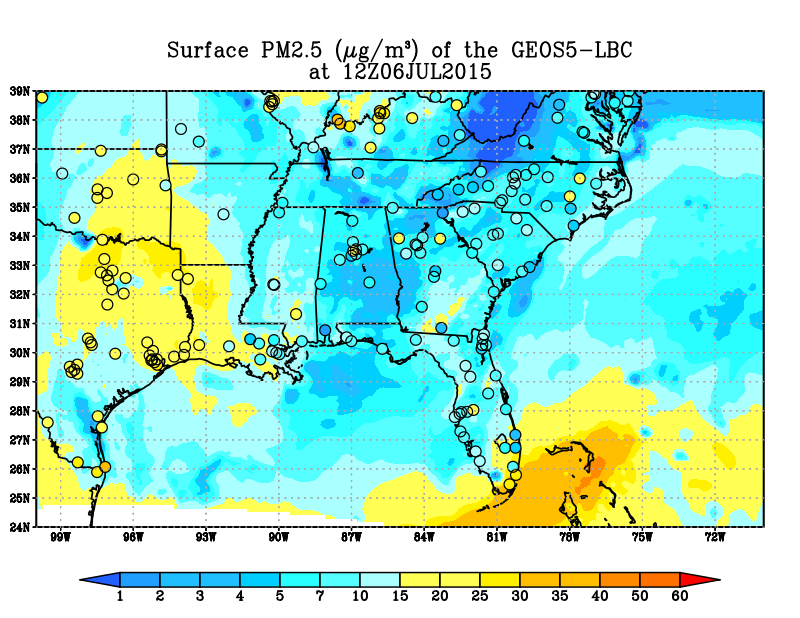 Surface PM2.5 (μg/m³) of the GEOS5-LBC
at 12Z06JUL2015
39N
38N
37N
36N
35N
34N
33N
32N
31N
30N
29N
28N
27N
26N
25N
24N
99W 96W 93W 90W 87W 84W 81W 78W 75W 72W
1 2 3 4 5 7 10 15 20 25 30 35 40 50 60